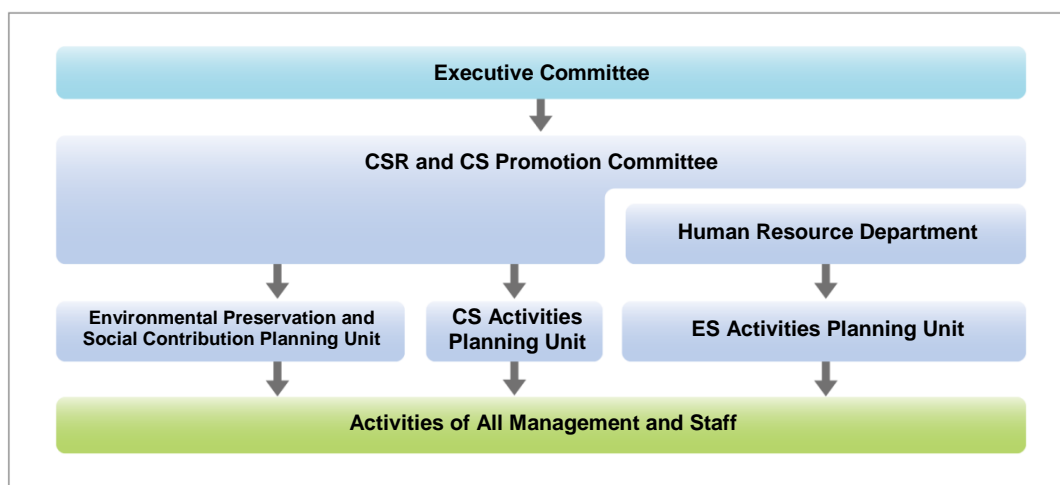 Executive Committee
CSR and CS Promotion Committee
Human Resource Department
Environmental Preservation and
Social Contribution Planning Unit
CS Activities
Planning Unit
ES Activities Planning Unit
Activities of All Management and Staff